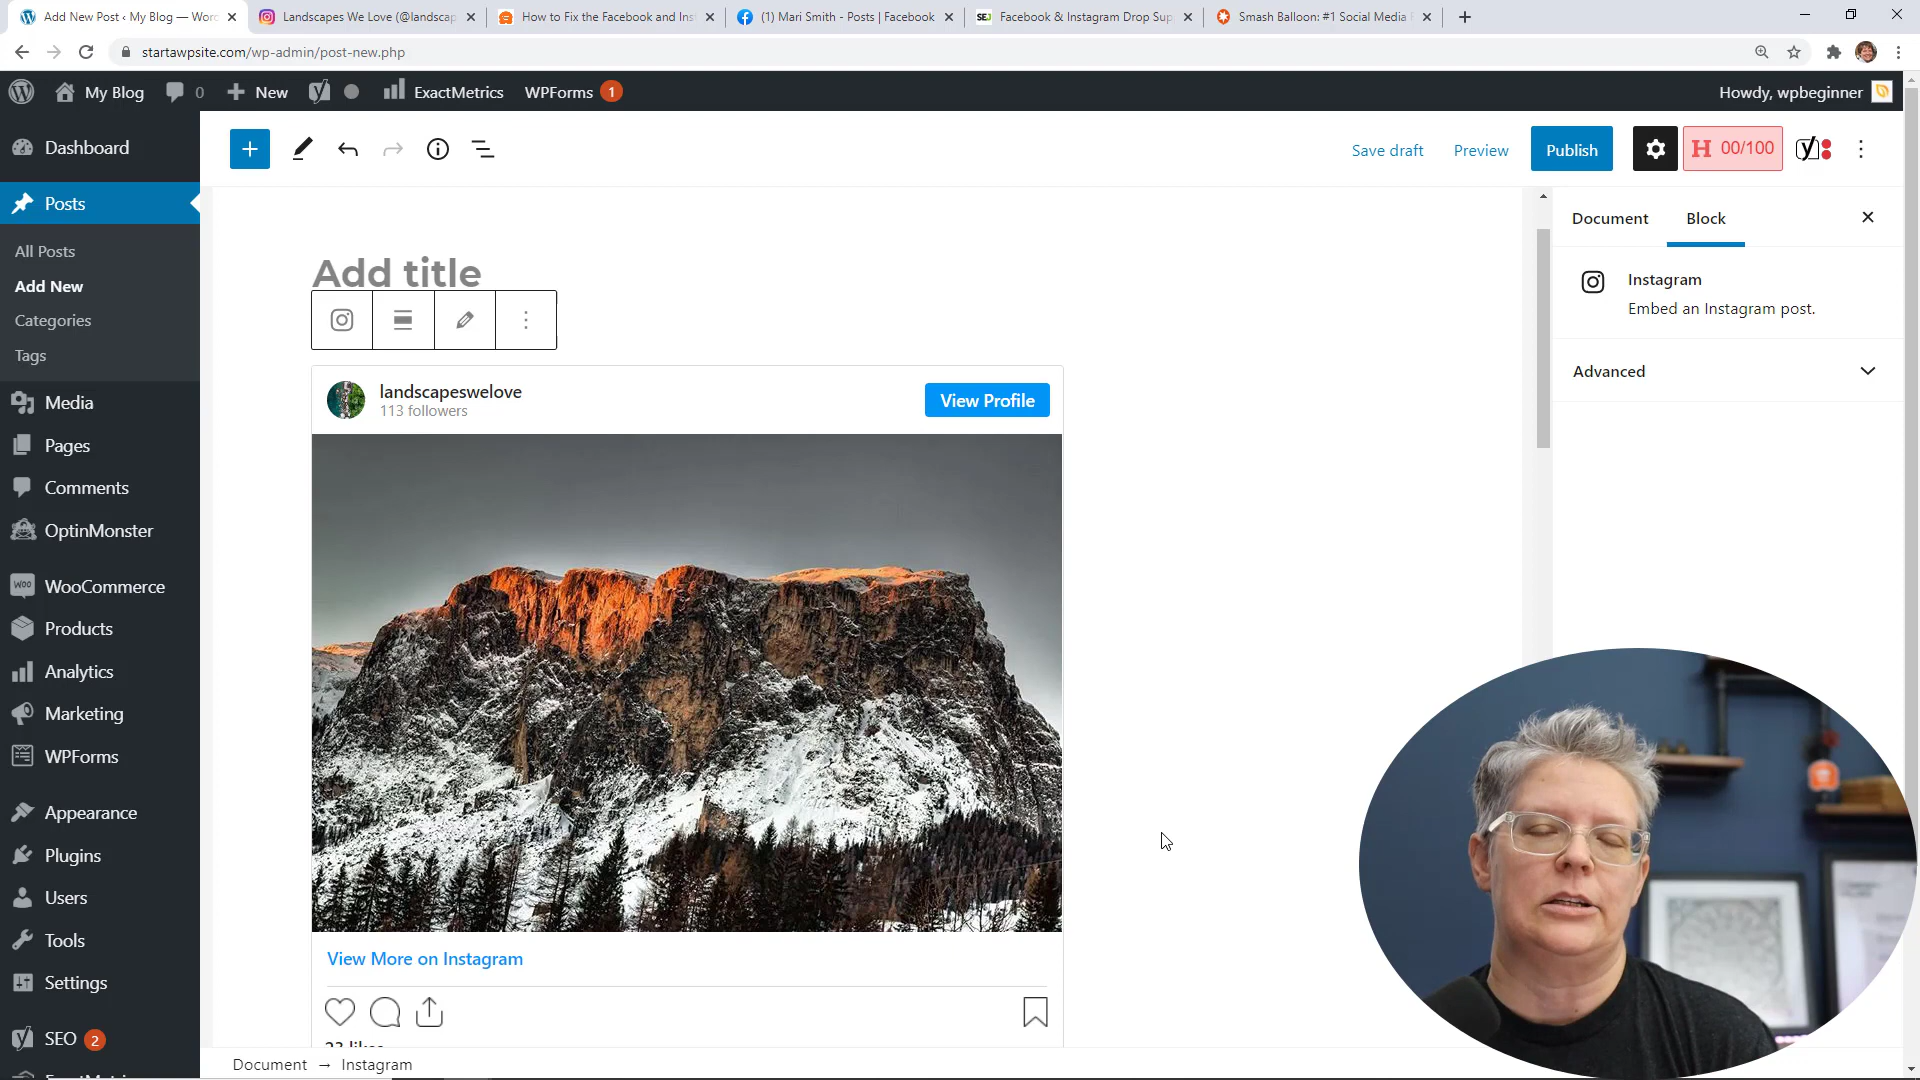 Add New Post ‹ My Blog — Wor
Landscapes We Love (@landscap
How to Fix the Facebook and Ins
(1) Mari Smith - Posts | Facebook
SEJ
Facebook & Instagram Drop Sup
Smash Balloon: #1 Social Media
startawpsite.com/wp-admin/post-new.php
My Blog
0
New
ExactMetrics
WPForms 1
Howdy, wpbeginner
Dashboard
Posts
All Posts
Add New
Categories
Tags
Media
Pages
Comments
OptinMonster
Woo
WooCommerce
Products
Analytics
Marketing
WPForms
Appearance
Plugins
Users
Tools
Settings
SEO 2
Save draft
Preview
Publish
H 00/100
Add title
landscapeswelove
113 followers
View Profile
View More on Instagram
Document → Instagram
Document
Block
Instagram
Embed an Instagram post.
Advanced